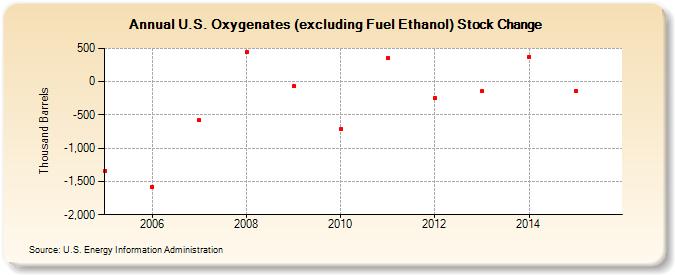 Annual U.S. Oxygenates (excluding Fuel Ethanol) Stock Change
Thousand Barrels
500
0
-500
-1,000
-1,500
-2,000
2006 2008 2010 2012 2014
Source: U.S. Energy Information Administration